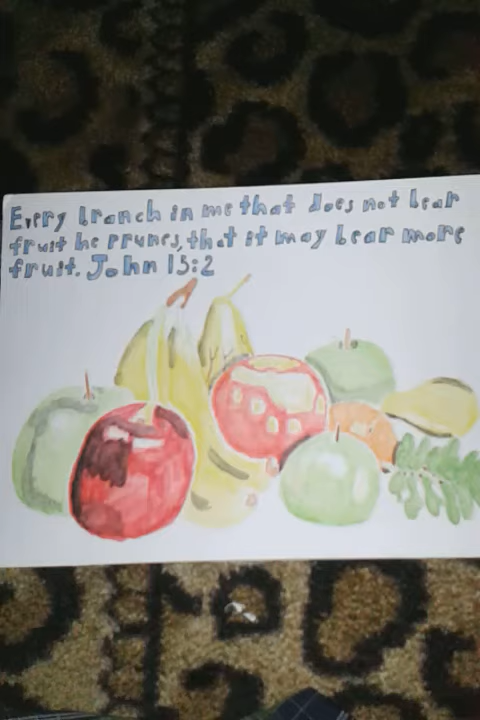 Every branch in me that does not bear
fruit he prunes, that it may bear more
fruit. John 15:2